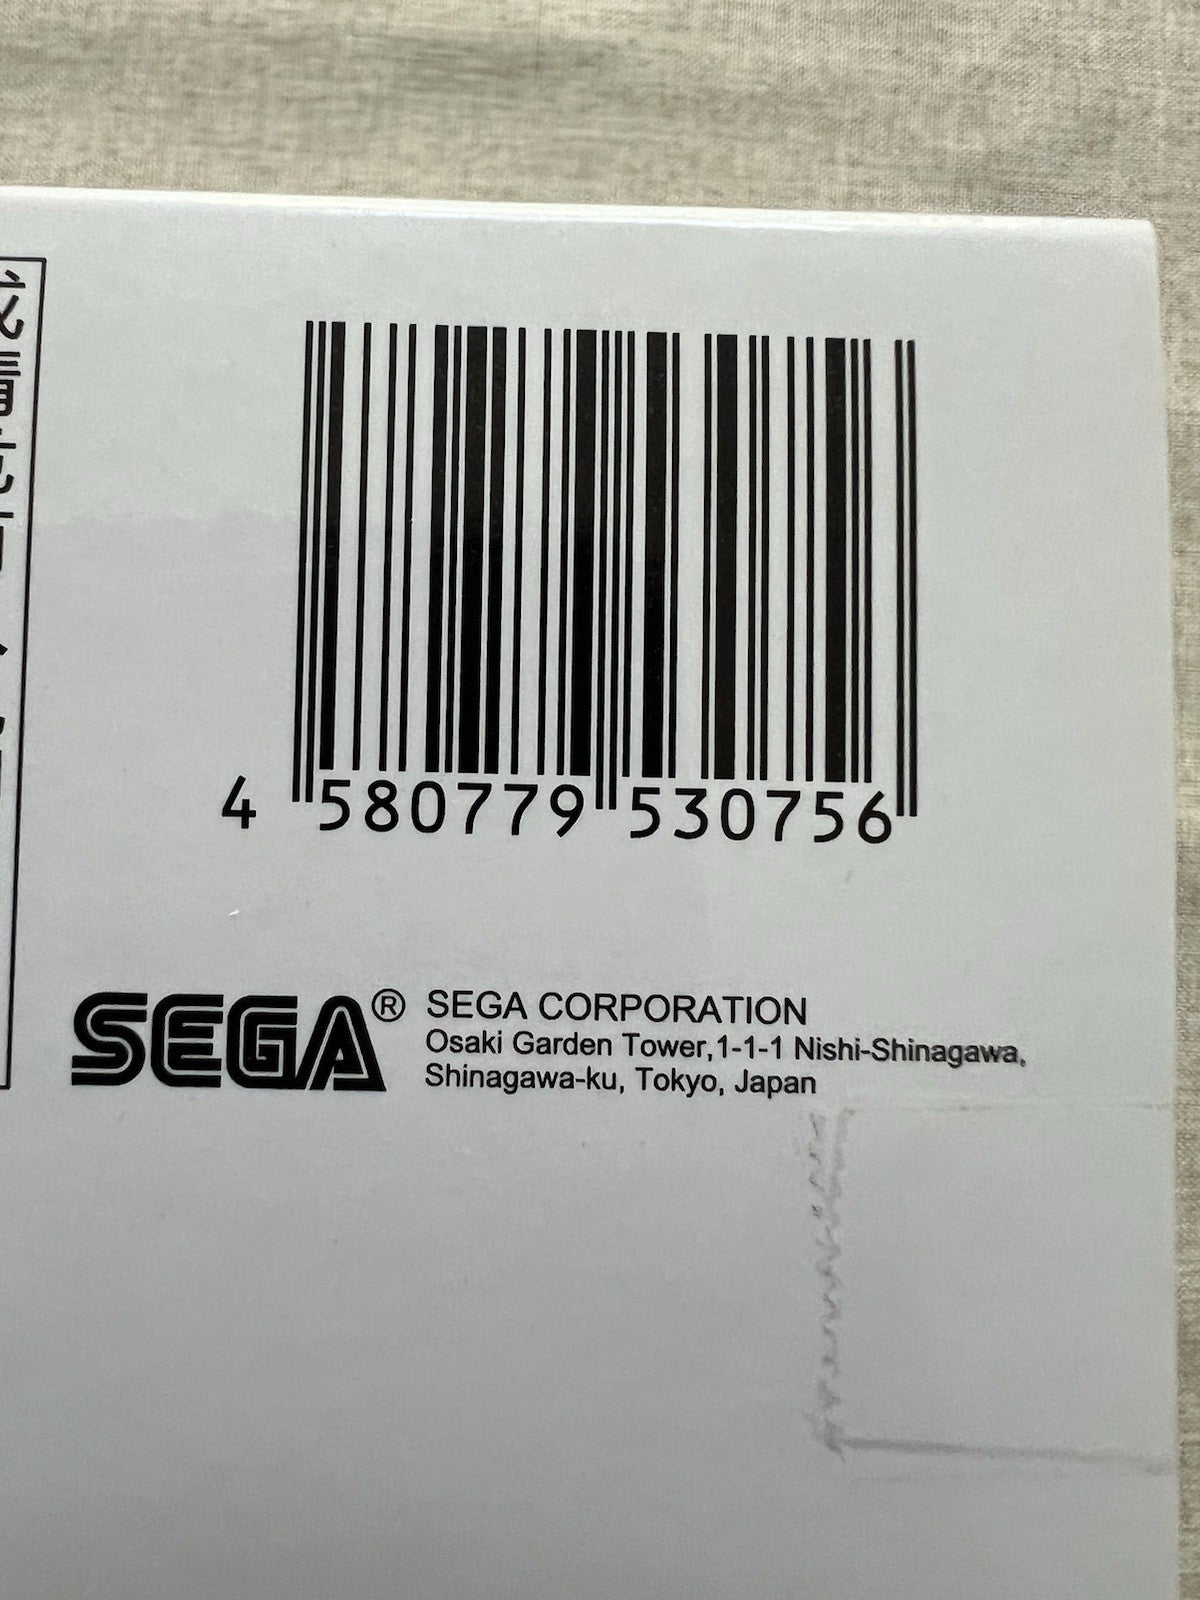 4 580779 530756
SEGA® SEGA CORPORATION
Osaki Garden Tower,1-1-1 Nishi-Shinagawa,
Shinagawa-ku, Tokyo, Japan